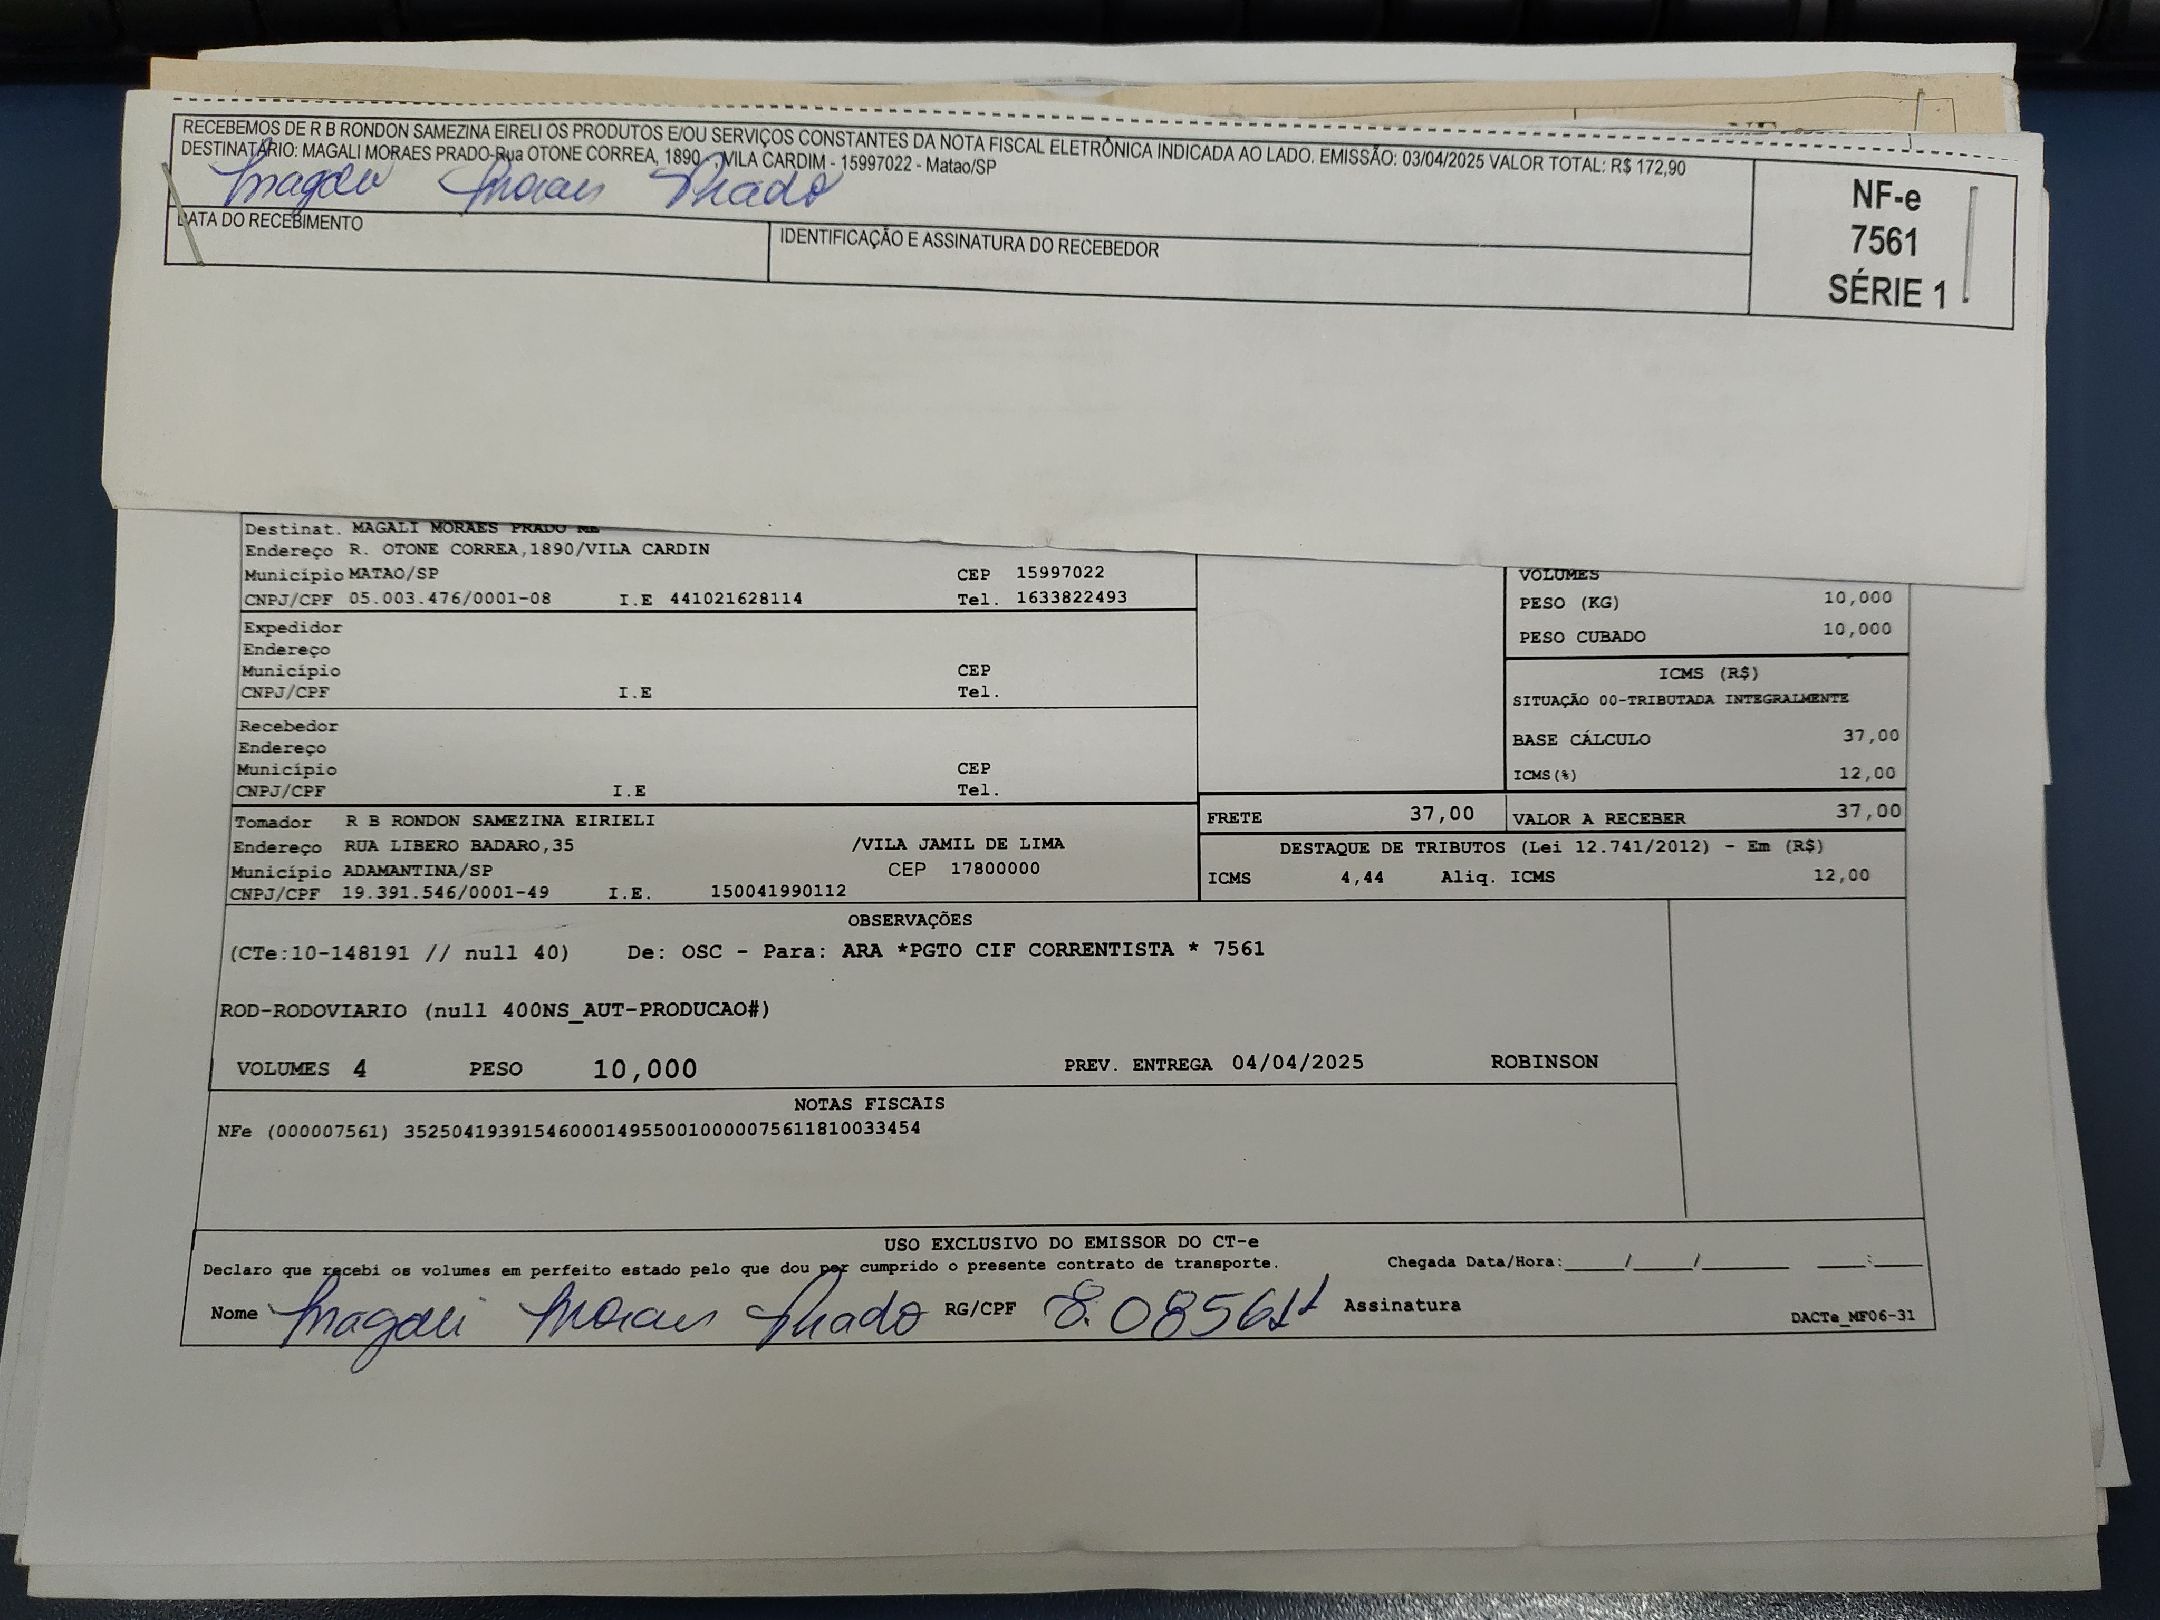 RECEBEMOS DE R B RONDON SAMEZINA EIRELI OS PRODUTOS E/OU SERVIÇOS CONSTANTES DA NOTA FISCAL ELETRÔNICA INDICADA AO LADO. EMISSÃO: 03/04/2025 VALOR TOTAL: R$ 172,90
DESTINATÁRIO: MAGALI MORAES PRADO-Rua OTONE CORREA, 1890, , VILA CARDIM - 15997022 - Matao/SP
Magali Moraes Prado
DATA DO RECEBIMENTO
IDENTIFICAÇÃO E ASSINATURA DO RECEBEDOR
NF-e
7561
SÉRIE 1
Destinat. MAGALI MORAES PRADO ME
Endereço R. OTONE CORREA,1890/VILA CARDIN
Município MATAO/SP CEP 15997022
CNPJ/CPF 05.003.476/0001-08 I.E 441021628114 Tel. 1633822493
Expedidor
Endereço
Município CEP
CNPJ/CPF I.E Tel.
Recebedor
Endereço
Município CEP
CNPJ/CPF I.E Tel.
Tomador R B RONDON SAMEZINA EIRIELI
Endereço RUA LIBERO BADARO,35 /VILA JAMIL DE LIMA
Município ADAMANTINA/SP CEP 17800000
CNPJ/CPF 19.391.546/0001-49 I.E. 150041990112
VOLUMES
PESO (KG) 10,000
PESO CUBADO 10,000
ICMS (R$)
SITUAÇÃO 00-TRIBUTADA INTEGRALMENTE
BASE CÁLCULO 37,00
ICMS(%) 12,00
FRETE 37,00 VALOR A RECEBER 37,00
DESTAQUE DE TRIBUTOS (Lei 12.741/2012) - Em (R$)
ICMS 4,44 Aliq. ICMS 12,00
OBSERVAÇÕES
(CTe:10-148191 // null 40) De: OSC - Para: ARA *PGTO CIF CORRENTISTA * 7561
ROD-RODOVIARIO (null 400NS_AUT-PRODUCAO#)
VOLUMES 4 PESO 10,000 PREV. ENTREGA 04/04/2025 ROBINSON
NOTAS FISCAIS
NFe (000007561) 35250419391546000149550010000075611810033454
USO EXCLUSIVO DO EMISSOR DO CT-e
Declaro que recebi os volumes em perfeito estado pelo que dou por cumprido o presente contrato de transporte. Chegada Data/Hora:____/____/______ ____:____
Nome Magali Moraes Prado RG/CPF 8.085611 Assinatura
DACTe_MF06-31